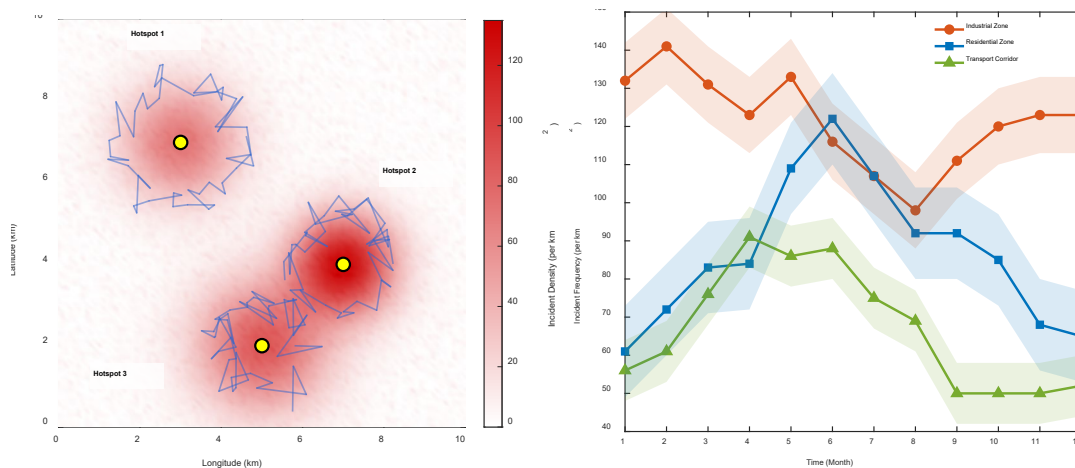 Hotspot 1
Hotspot 2
Hotspot 3
8
6
4
2
0
0 2 4 6 8 10
Longitude (km)
120
100
80
60
40
20
0
Incident Density (per km
2 )
Industrial Zone
Residential Zone
Transport Corridor
140
130
120
110
100
90
80
70
60
50
40
Incident Frequency (per km
1 2 3 4 5 6 7 8 9 10 11
Time (Month)